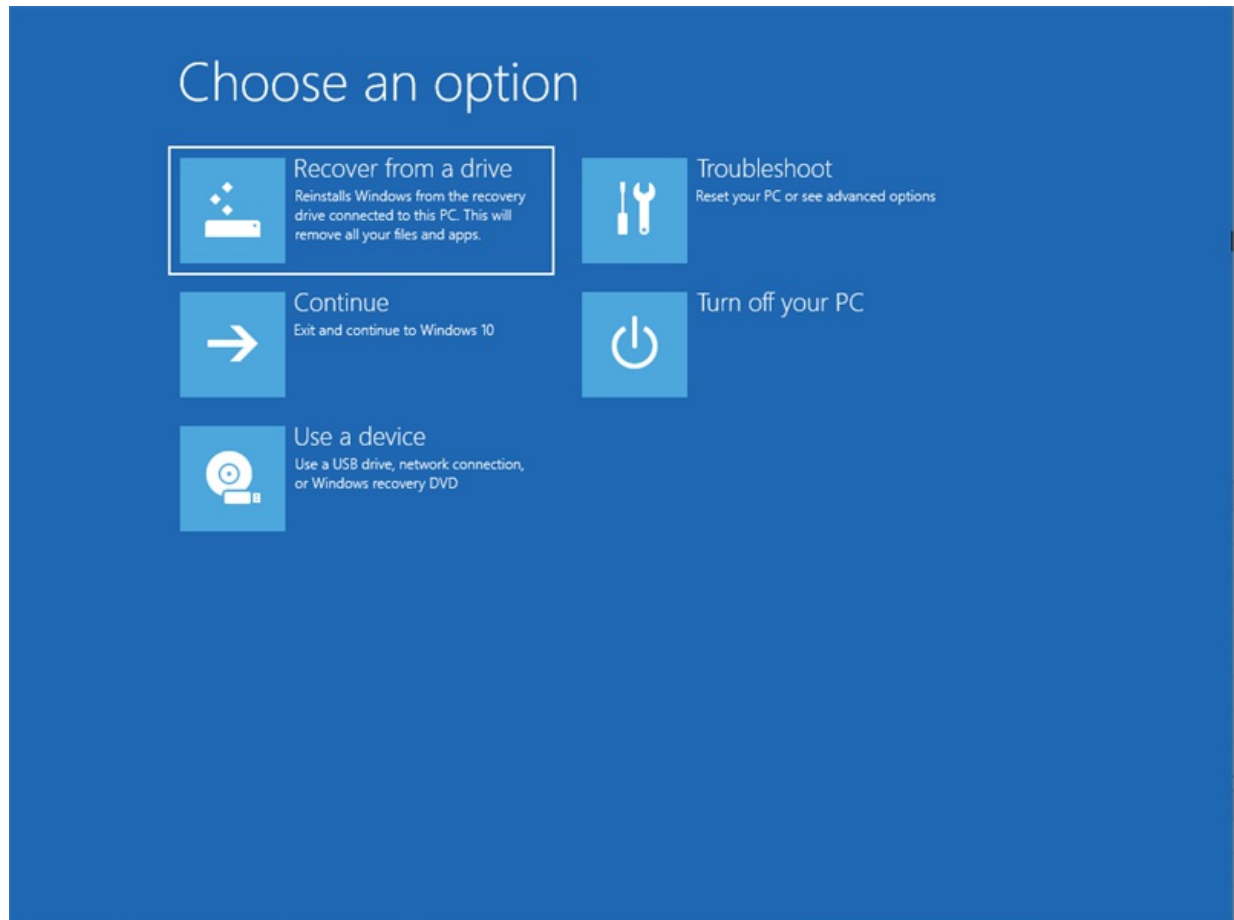 Choose an option
Recover from a drive
Reinstalls Windows from the recovery
drive connected to this PC. This will
remove all your files and apps.
Troubleshoot
Reset your PC or see advanced options
Continue
Exit and continue to Windows 10
Turn off your PC
Use a device
Use a USB drive, network connection,
or Windows recovery DVD